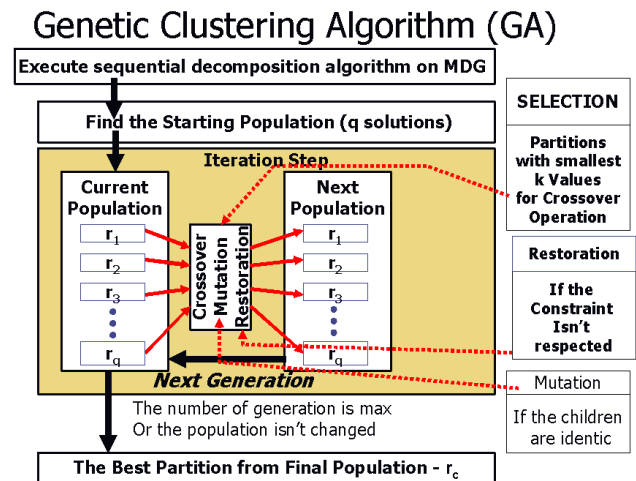 Genetic Clustering Algorithm (GA)
Execute sequential decomposition algorithm on MDG
Find the Starting Population (q solutions)
Iteration Step
Current
Population
r1
r2
r3
rq
Crossover
Mutation
Restoration
Next
Population
r1
r2
r3
rq
Next Generation
The number of generation is max
Or the population isn't changed
The Best Partition from Final Population - rc
SELECTION
Partitions
with smallest
k Values
for Crossover
Operation
Restoration
If the
Constraint
Isn't
respected
Mutation
If the children
are identic